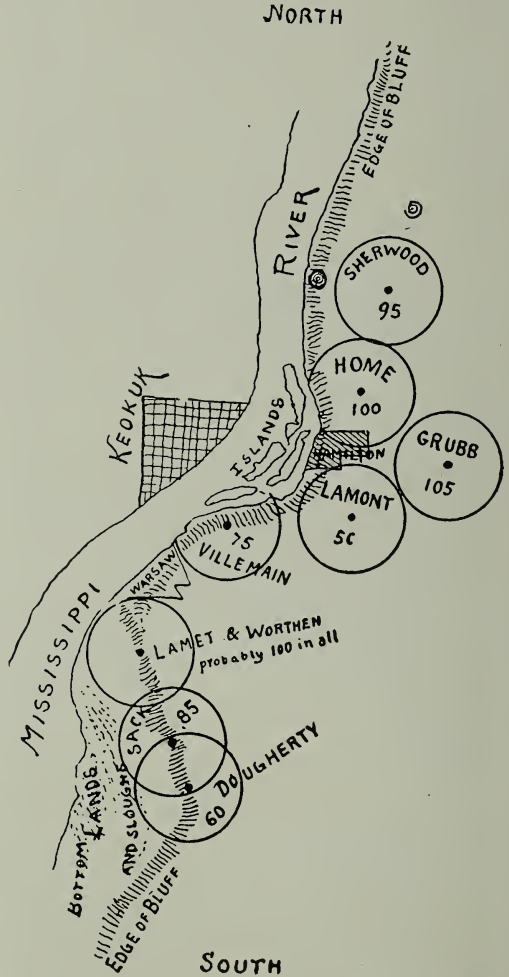 NORTH
EDGE OF BLUFF
RIVER
SHERWOOD
95
HOME
100
KEOKUK
ISLANDS
HAMILTON
GRUBB
105
LAMONT
50
75
VILLEMAIN
WARSAW
MISSISSIPPI
LAMET & WORTHEN
probably 100 in all
SACK
85
DOUGHERTY
60
BOTTOM LANDS
AND SLOUGHS
EDGE OF BLUFF
SOUTH